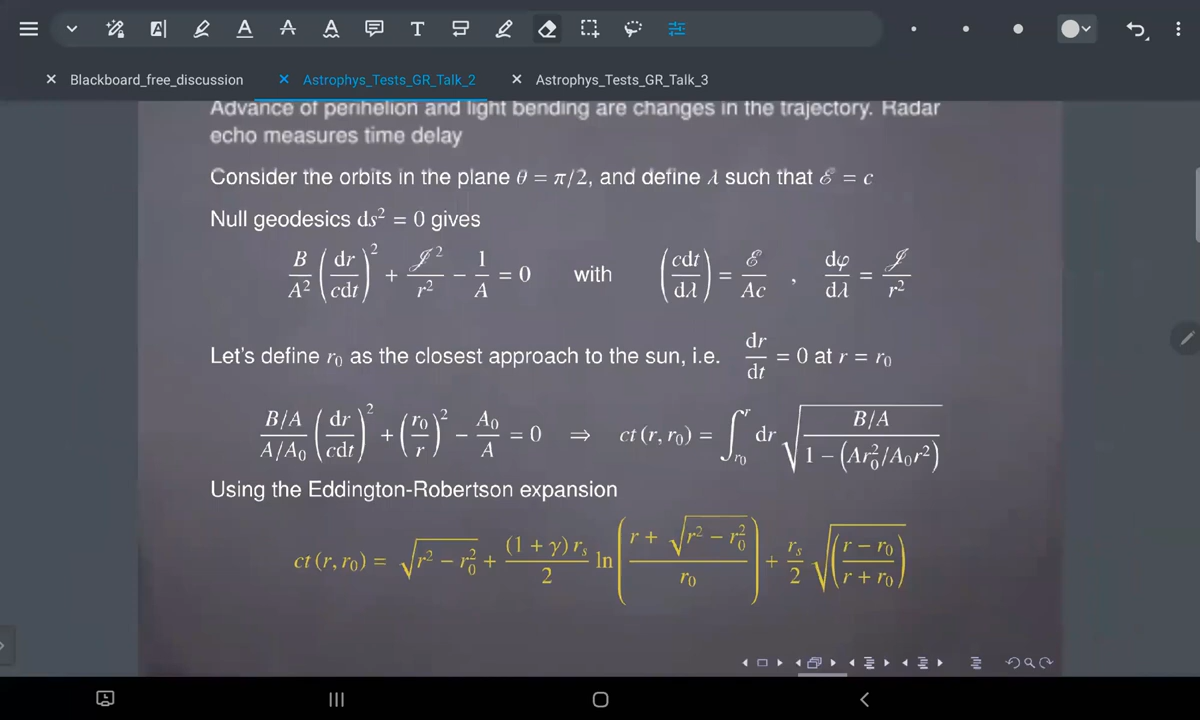 Blackboard_free_discussion Astrophys_Tests_GR_Talk_2 Astrophys_Tests_GR_Talk_3
Advance of perihelion and light bending are changes in the trajectory. Radar
echo measures time delay
Consider the orbits in the plane θ = π/2, and define λ such that ℰ = c
Null geodesics ds² = 0 gives
B/A² (dr/cdt)² + 𝒥²/r² − 1/A = 0 with (cdt/dλ) = ℰ/Ac , dφ/dλ = 𝒥/r²
Let's define r₀ as the closest approach to the sun, i.e. dr/dt = 0 at r = r₀
(B/A)/(A/A₀) (dr/cdt)² + (r₀/r)² − A₀/A = 0 ⇒ ct (r, r₀) = ∫_{r₀}^{r} dr √((B/A)/(1 − (Ar₀²/A₀r²)))
Using the Eddington-Robertson expansion
ct (r, r₀) = √(r² − r₀²) + ((1 + γ) rₛ)/2 ln((r + √(r² − r₀²))/r₀) + rₛ/2 √((r − r₀)/(r + r₀))